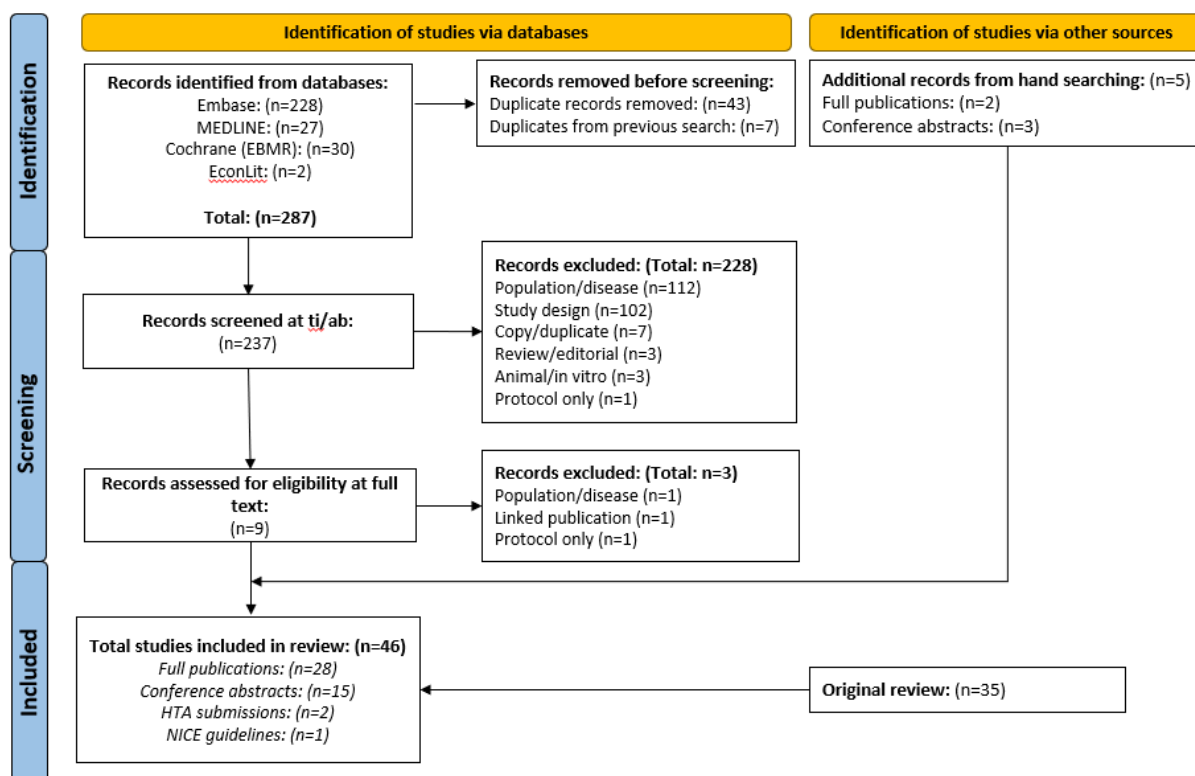 Identification of studies via databases
Identification of studies via other sources
Identification
Records identified from databases:
Embase: (n=228)
MEDLINE: (n=27)
Cochrane (EBMR): (n=30)
EconLit: (n=2)
Total: (n=287)
Records removed before screening:
Duplicate records removed: (n=43)
Duplicates from previous search: (n=7)
Additional records from hand searching: (n=5)
Full publications: (n=2)
Conference abstracts: (n=3)
Screening
Records screened at ti/ab:
(n=237)
Records excluded: (Total: n=228)
Population/disease (n=112)
Study design (n=102)
Copy/duplicate (n=7)
Review/editorial (n=3)
Animal/in vitro (n=3)
Protocol only (n=1)
Records assessed for eligibility at full
text:
(n=9)
Records excluded: (Total: n=3)
Population/disease (n=1)
Linked publication (n=1)
Protocol only (n=1)
Included
Total studies included in review: (n=46)
Full publications: (n=28)
Conference abstracts: (n=15)
HTA submissions: (n=2)
NICE guidelines: (n=1)
Original review: (n=35)